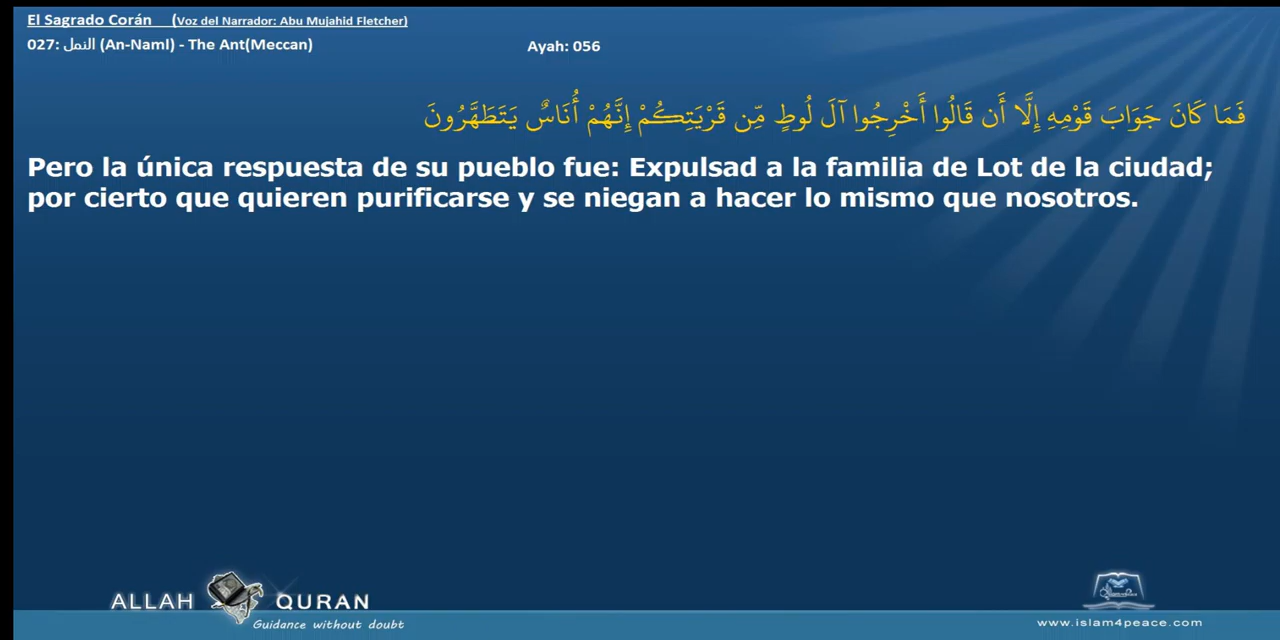 El Sagrado Corán (Voz del Narrador: Abu Mujahid Fletcher)
027: النمل (An-Naml) - The Ant(Meccan) Ayah: 056
فَمَا كَانَ جَوَابَ قَوْمِهِ إِلَّا أَن قَالُوا أَخْرِجُوا آلَ لُوطٍ مِّن قَرْيَتِكُمْ إِنَّهُمْ أُنَاسٌ يَتَطَهَّرُونَ
Pero la única respuesta de su pueblo fue: Expulsad a la familia de Lot de la ciudad;
por cierto que quieren purificarse y se niegan a hacer lo mismo que nosotros.
ALLAH QURAN
Guidance without doubt
www.islam4peace.com